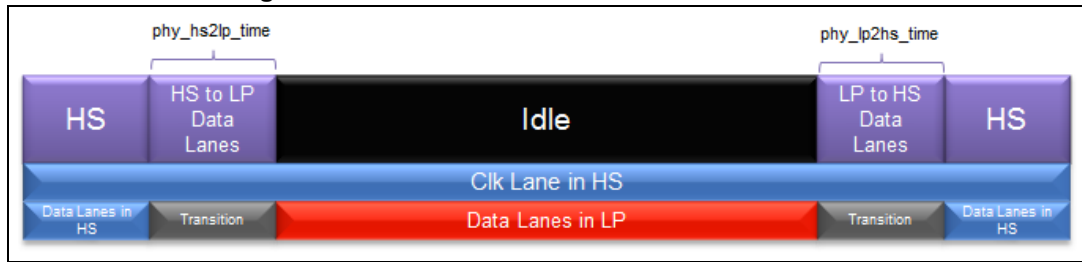 phy_hs2lp_time
phy_lp2hs_time
HS
HS to LP
Data
Lanes
Idle
LP to HS
Data
Lanes
HS
Clk Lane in HS
Data Lanes in
HS
Transition
Data Lanes in LP
Transition
Data Lanes in
HS